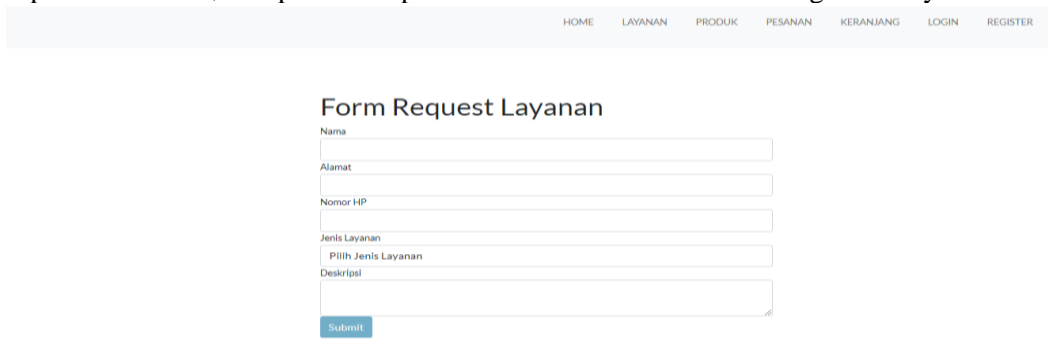 HOME LAYANAN PRODUK PESANAN KERANJANG LOGIN REGISTER
Form Request Layanan
Nama
Alamat
Nomor HP
Jenis Layanan
Pilih Jenis Layanan
Deskripsi
Submit